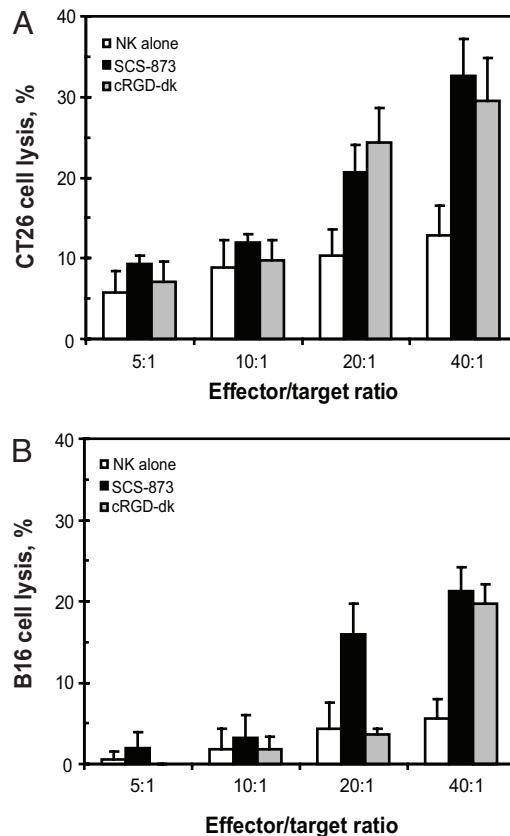 A
CT26 cell lysis, %
40
30
20
10
0
NK alone
SCS-873
cRGD-dk
5:1 10:1 20:1 40:1
Effector/target ratio
B
B16 cell lysis, %
40
30
20
10
0
NK alone
SCS-873
cRGD-dk
5:1 10:1 20:1 40:1
Effector/target ratio